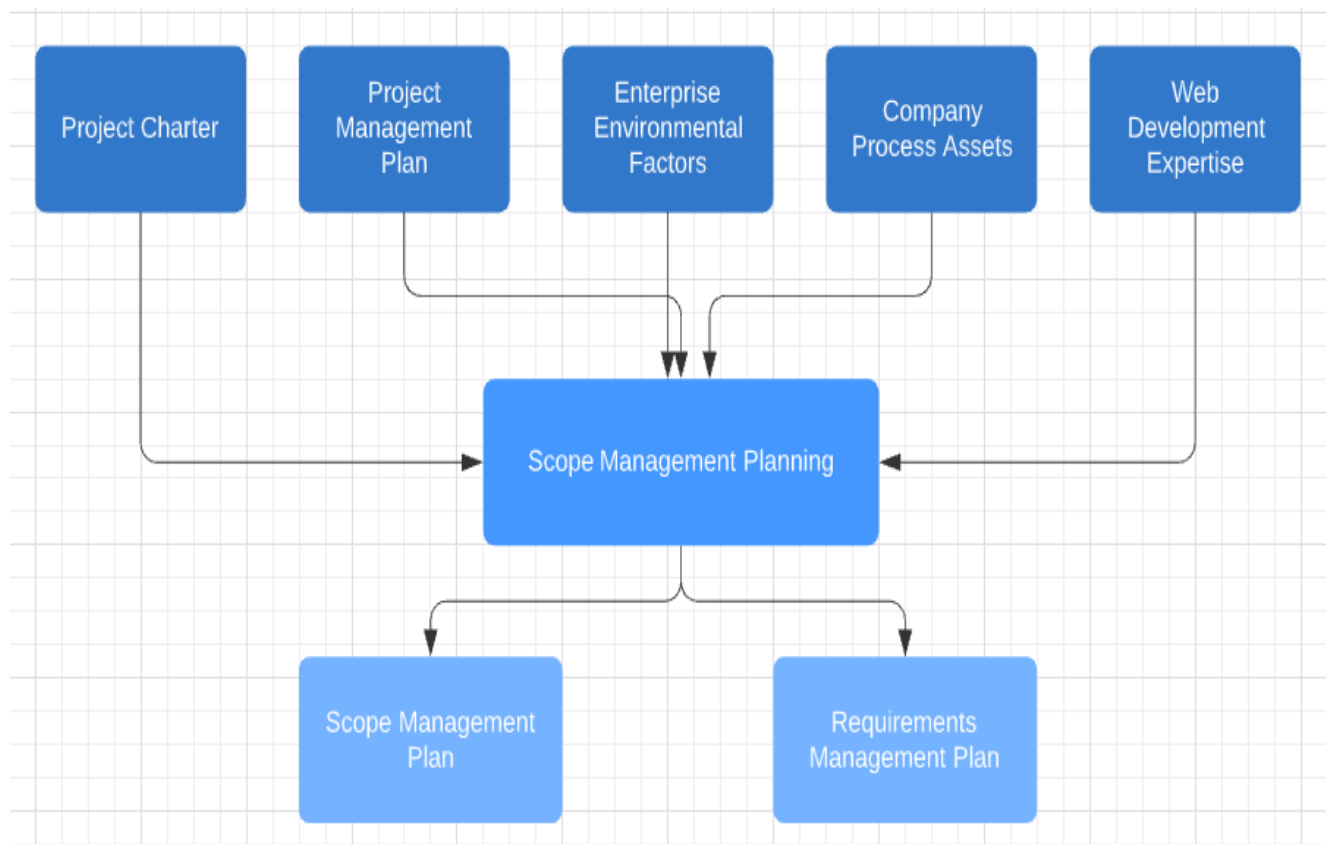 Project Charter
Project
Management
Plan
Enterprise
Environmental
Factors
Company
Process Assets
Web
Development
Expertise
Scope Management Planning
Scope Management
Plan
Requirements
Management Plan